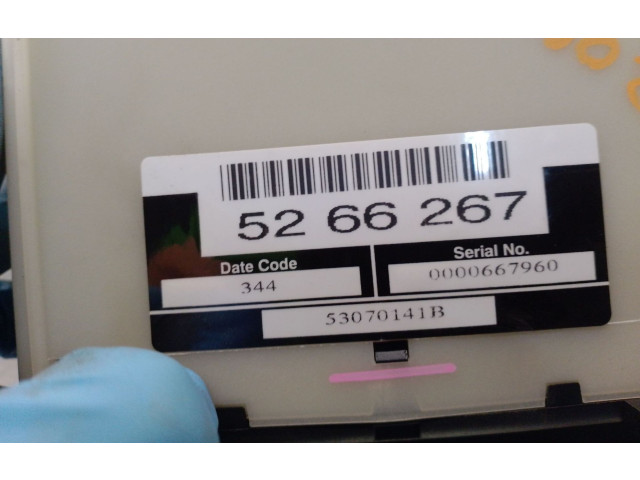 52 66 267
Date Code
Serial No.
344
0000667960
53070141B